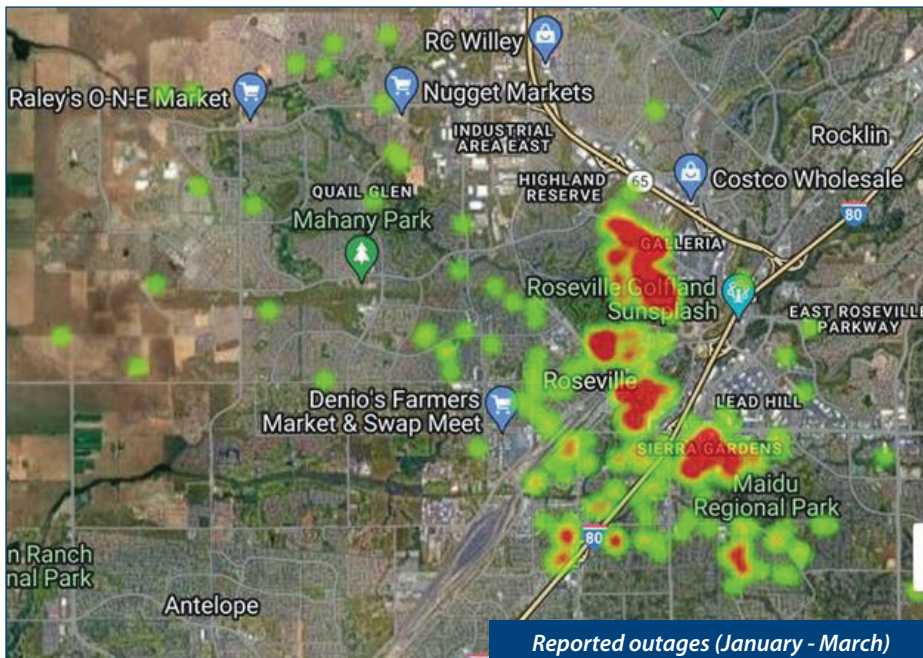 RC Willey
Raley's O-N-E Market
Nugget Markets
INDUSTRIAL
AREA EAST
Rocklin
QUAIL GLEN
HIGHLAND
RESERVE
65
Costco Wholesale
80
Mahany Park
GALLERIA
Roseville Golfland
Sunsplash
EAST ROSEVILLE
PARKWAY
Roseville
Denio's Farmers
Market & Swap Meet
LEAD HILL
SIERRA GARDENS
Maidu
Regional Park
80
n Ranch
nal Park
Antelope
Reported outages (January - March)